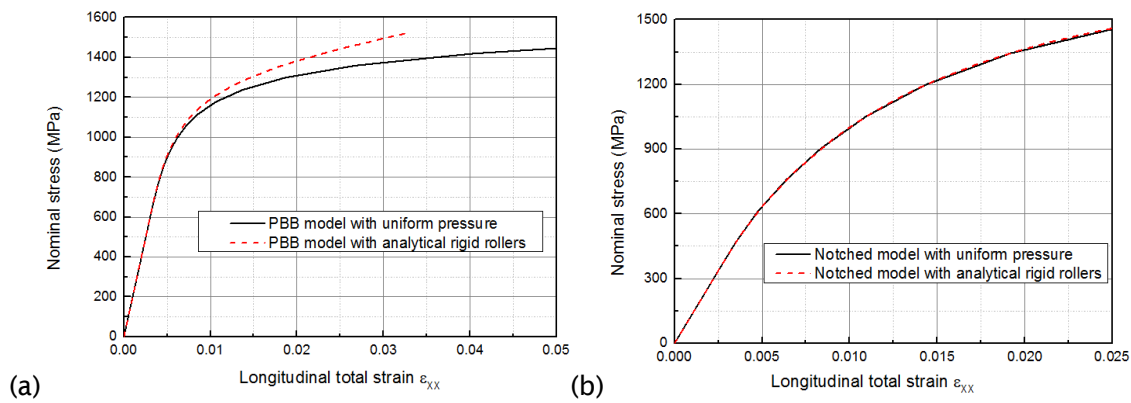 1600
1400
1200
1000
800
600
400
200
0
Nominal stress (MPa)
PBB model with uniform pressure
PBB model with analytical rigid rollers
0.00 0.01 0.02 0.03 0.04 0.05
Longitudinal total strain εXX
(a)
1500
1200
900
600
300
0
Nominal stress (MPa)
Notched model with uniform pressure
Notched model with analytical rigid rollers
0.000 0.005 0.010 0.015 0.020 0.025
Longitudinal total strain εXX
(b)